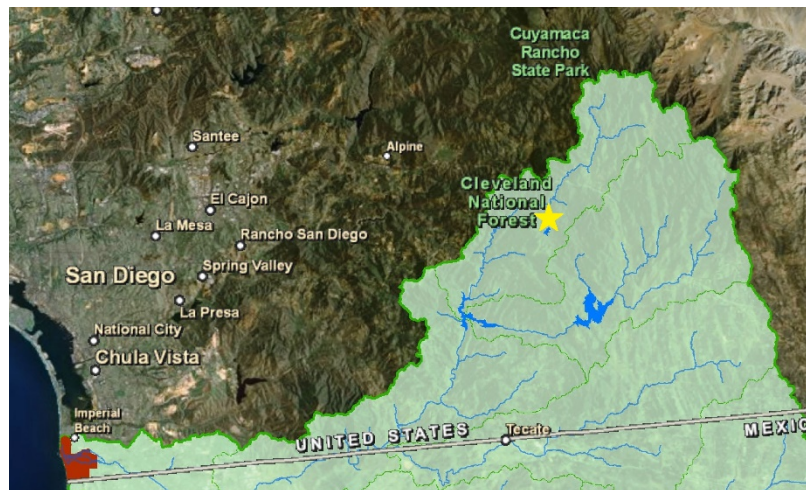 Cuyamaca
Rancho
State Park
Santee
Alpine
Cleveland
National
Forest
El Cajon
La Mesa
Rancho San Diego
San Diego
Spring Valley
La Presa
National City
Chula Vista
Imperial
Beach
UNITED STATES
Tecate
MEXIC